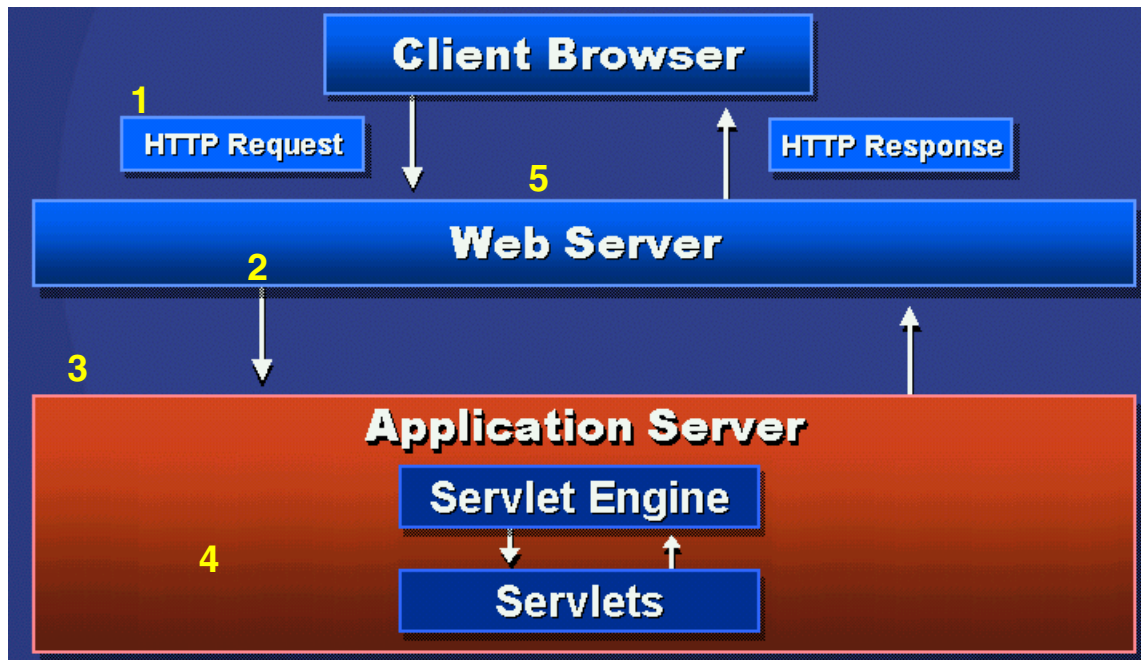 Client Browser
1
HTTP Request
HTTP Response
5
Web Server
2
3
Application Server
Servlet Engine
4
Servlets